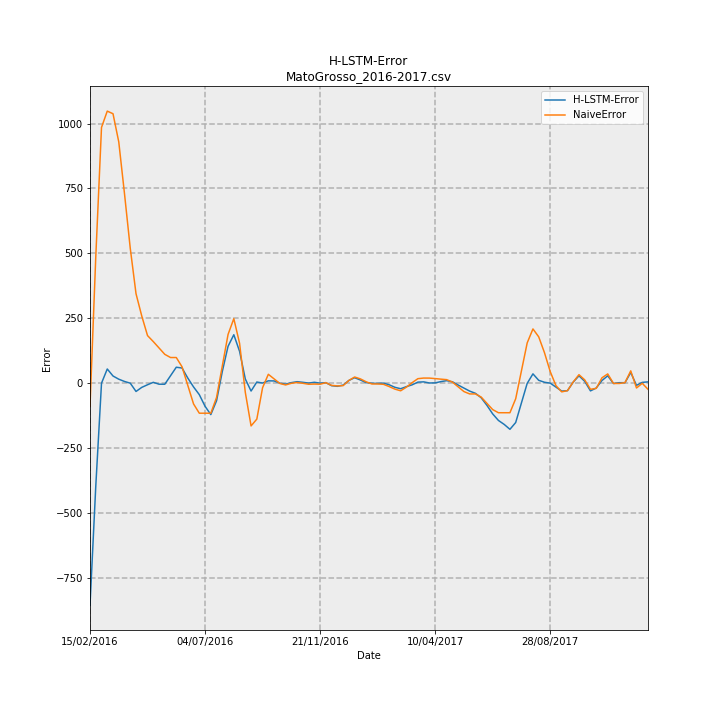 H-LSTM-Error
MatoGrosso_2016-2017.csv
H-LSTM-Error
NaiveError
1000
750
500
250
0
−250
−500
−750
Error
15/02/2016
04/07/2016
21/11/2016
10/04/2017
28/08/2017
Date